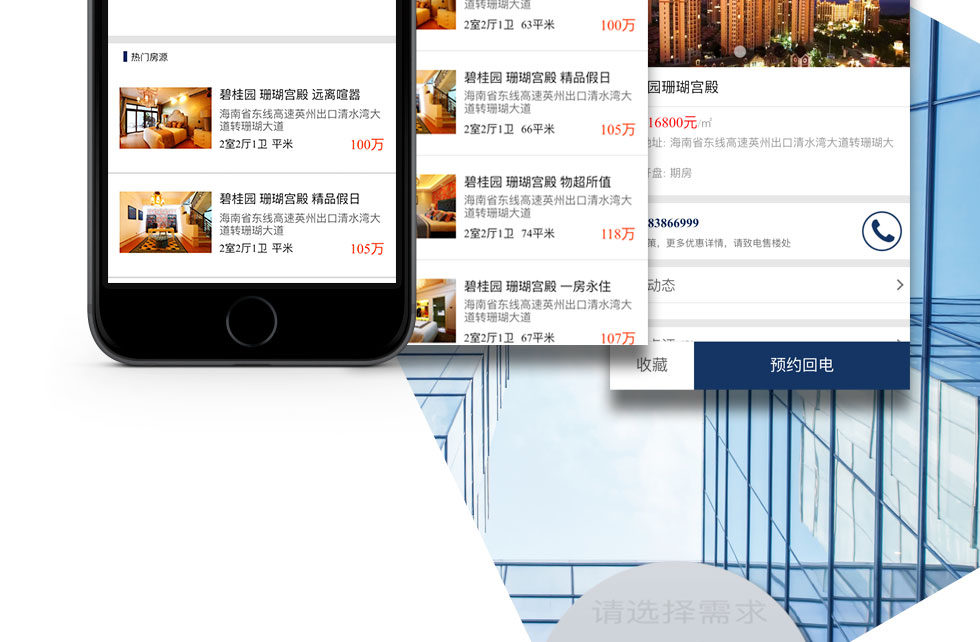 热门房源
碧桂园 珊瑚宫殿 远离喧嚣
海南省东线高速英州出口清水湾大
道转珊瑚大道
2室2厅1卫 平米
100万
碧桂园 珊瑚宫殿 精品假日
海南省东线高速英州出口清水湾大
道转珊瑚大道
2室2厅1卫 平米
105万
道转珊瑚大道
2室2厅1卫 63平米
100万
碧桂园 珊瑚宫殿 精品假日
海南省东线高速英州出口清水湾大
道转珊瑚大道
2室2厅1卫 66平米
105万
碧桂园 珊瑚宫殿 物超所值
海南省东线高速英州出口清水湾大
道转珊瑚大道
2室2厅1卫 74平米
118万
碧桂园 珊瑚宫殿 一房永住
海南省东线高速英州出口清水湾大
道转珊瑚大道
2室2厅1卫 67平米
107万
园珊瑚宫殿
16800元/㎡
址: 海南省东线高速英州出口清水湾大道转珊瑚大
盘: 期房
83866999
策，更多优惠详情，请致电售楼处
动态
收藏
预约回电
请选择需求